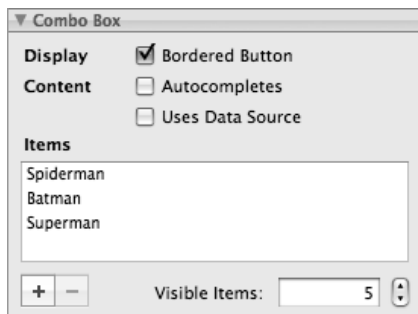 Combo Box
Display Bordered Button
Content Autocompletes
Uses Data Source
Items
Spiderman
Batman
Superman
+ − Visible Items: 5